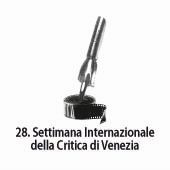 28. Settimana Internazionale
della Critica di Venezia